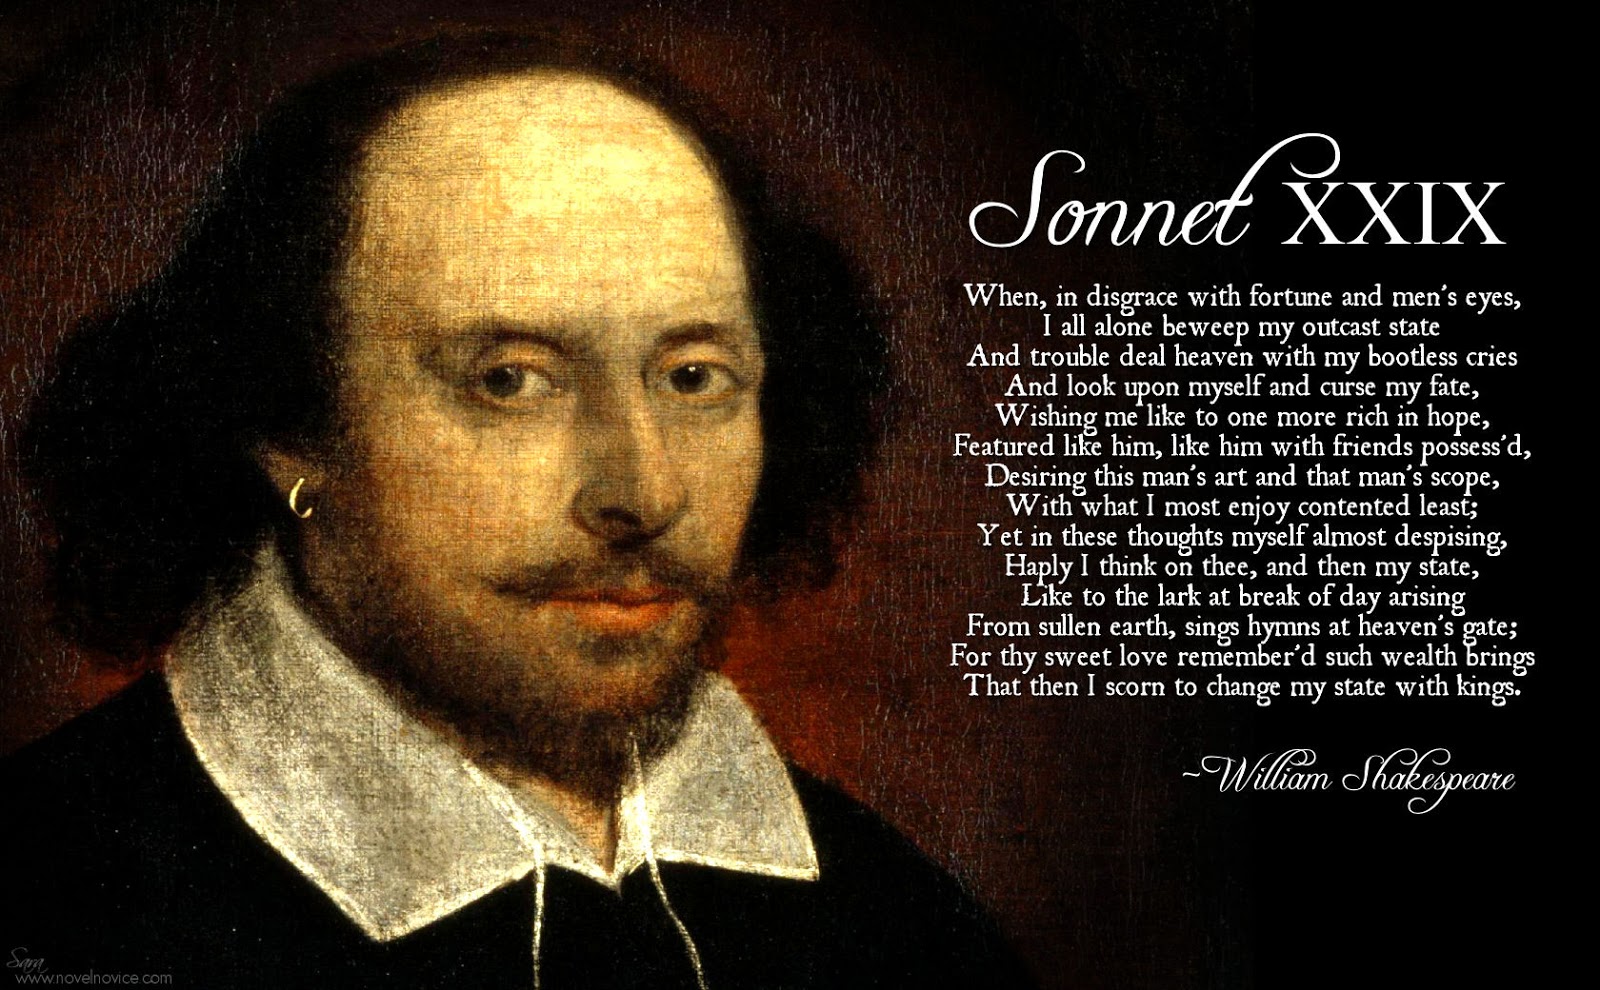 Sonnet XXIX
When, in disgrace with fortune and men's eyes,
I all alone beweep my outcast state
And trouble deal heaven with my bootless cries
And look upon myself and curse my fate,
Wishing me like to one more rich in hope,
Featured like him, like him with friends possess'd,
Desiring this man's art and that man's scope,
With what I most enjoy contented least;
Yet in these thoughts myself almost despising,
Haply I think on thee, and then my state,
Like to the lark at break of day arising
From sullen earth, sings hymns at heaven's gate;
For thy sweet love remember'd such wealth brings
That then I scorn to change my state with kings.
~William Shakespeare
Sara
www.novelnovice.com